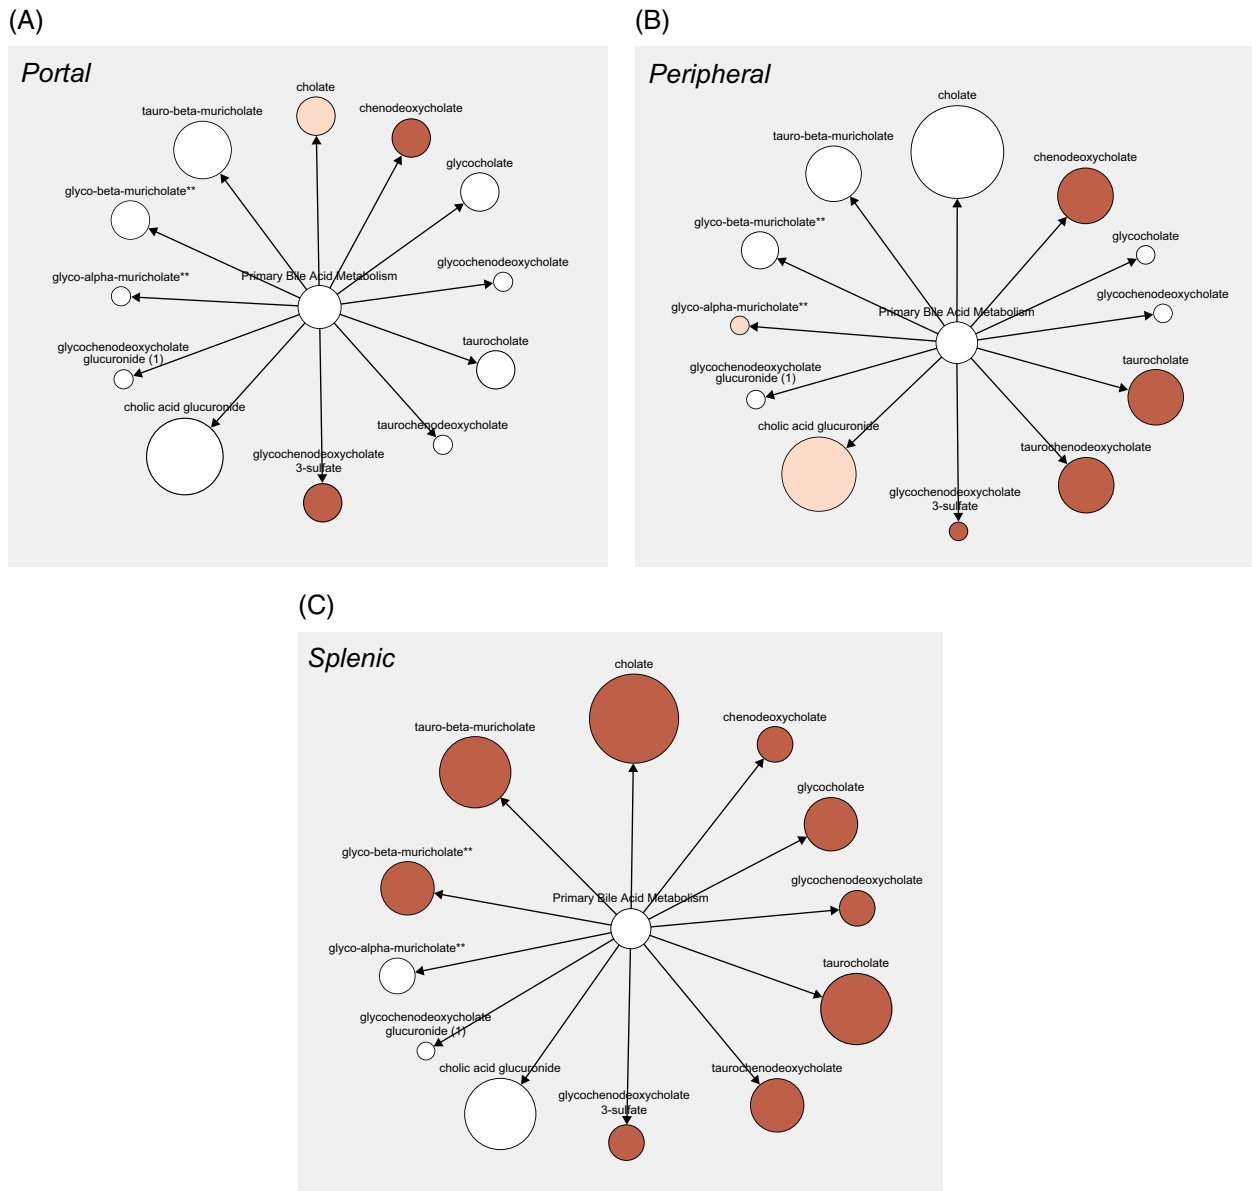 (A)
Portal
cholate
tauro-beta-muricholate
chenodeoxycholate
glyco-beta-muricholate**
glycocholate
glyco-alpha-muricholate**
Primary Bile Acid Metabolism
glycochenodeoxycholate
glycochenodeoxycholate
glucuronide (1)
taurocholate
cholic acid glucuronide
taurochenodeoxycholate
glycochenodeoxycholate
3-sulfate
(B)
Peripheral
cholate
tauro-beta-muricholate
chenodeoxycholate
glyco-beta-muricholate**
glycocholate
glyco-alpha-muricholate**
Primary Bile Acid Metabolism
glycochenodeoxycholate
glycochenodeoxycholate
glucuronide (1)
taurocholate
cholic acid glucuronide
taurochenodeoxycholate
glycochenodeoxycholate
3-sulfate
(C)
Splenic
cholate
tauro-beta-muricholate
chenodeoxycholate
glycocholate
glyco-beta-muricholate**
glycochenodeoxycholate
Primary Bile Acid Metabolism
glyco-alpha-muricholate**
taurocholate
glycochenodeoxycholate
glucuronide (1)
cholic acid glucuronide
taurochenodeoxycholate
glycochenodeoxycholate
3-sulfate